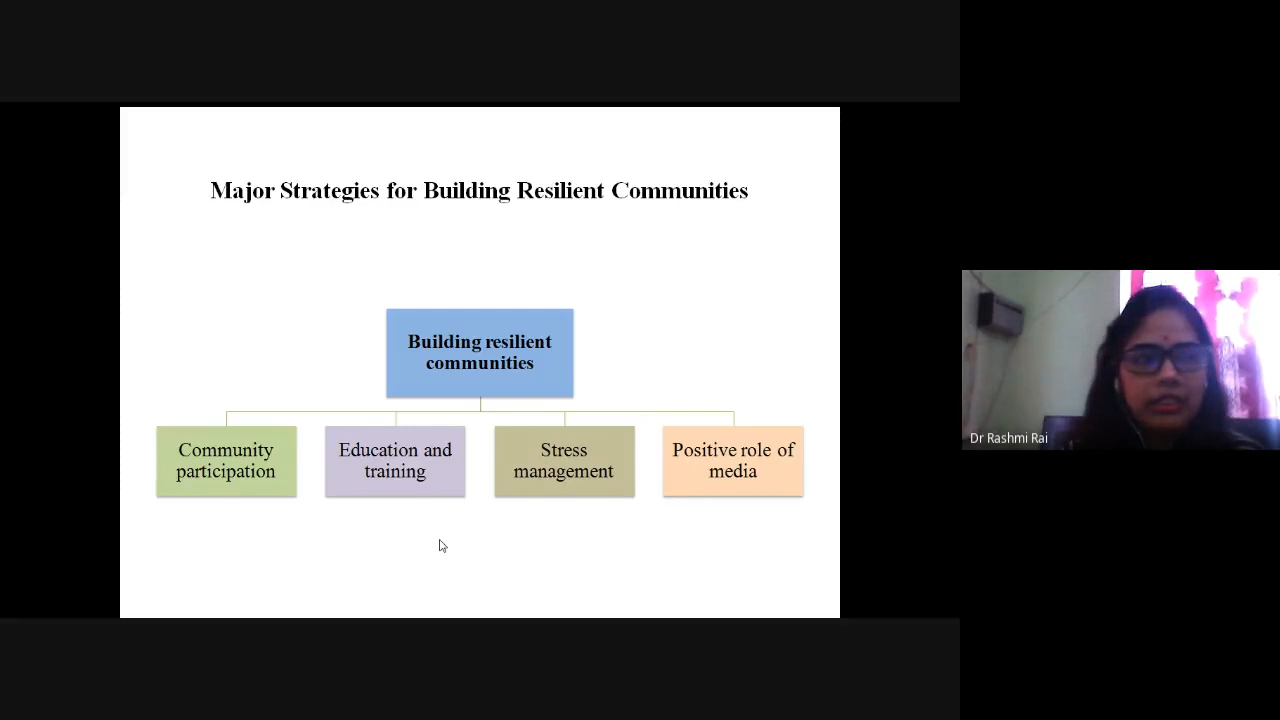 Major Strategies for Building Resilient Communities
Building resilient
communities
Community
participation
Education and
training
Stress
management
Positive role of
media
Dr Rashmi Rai